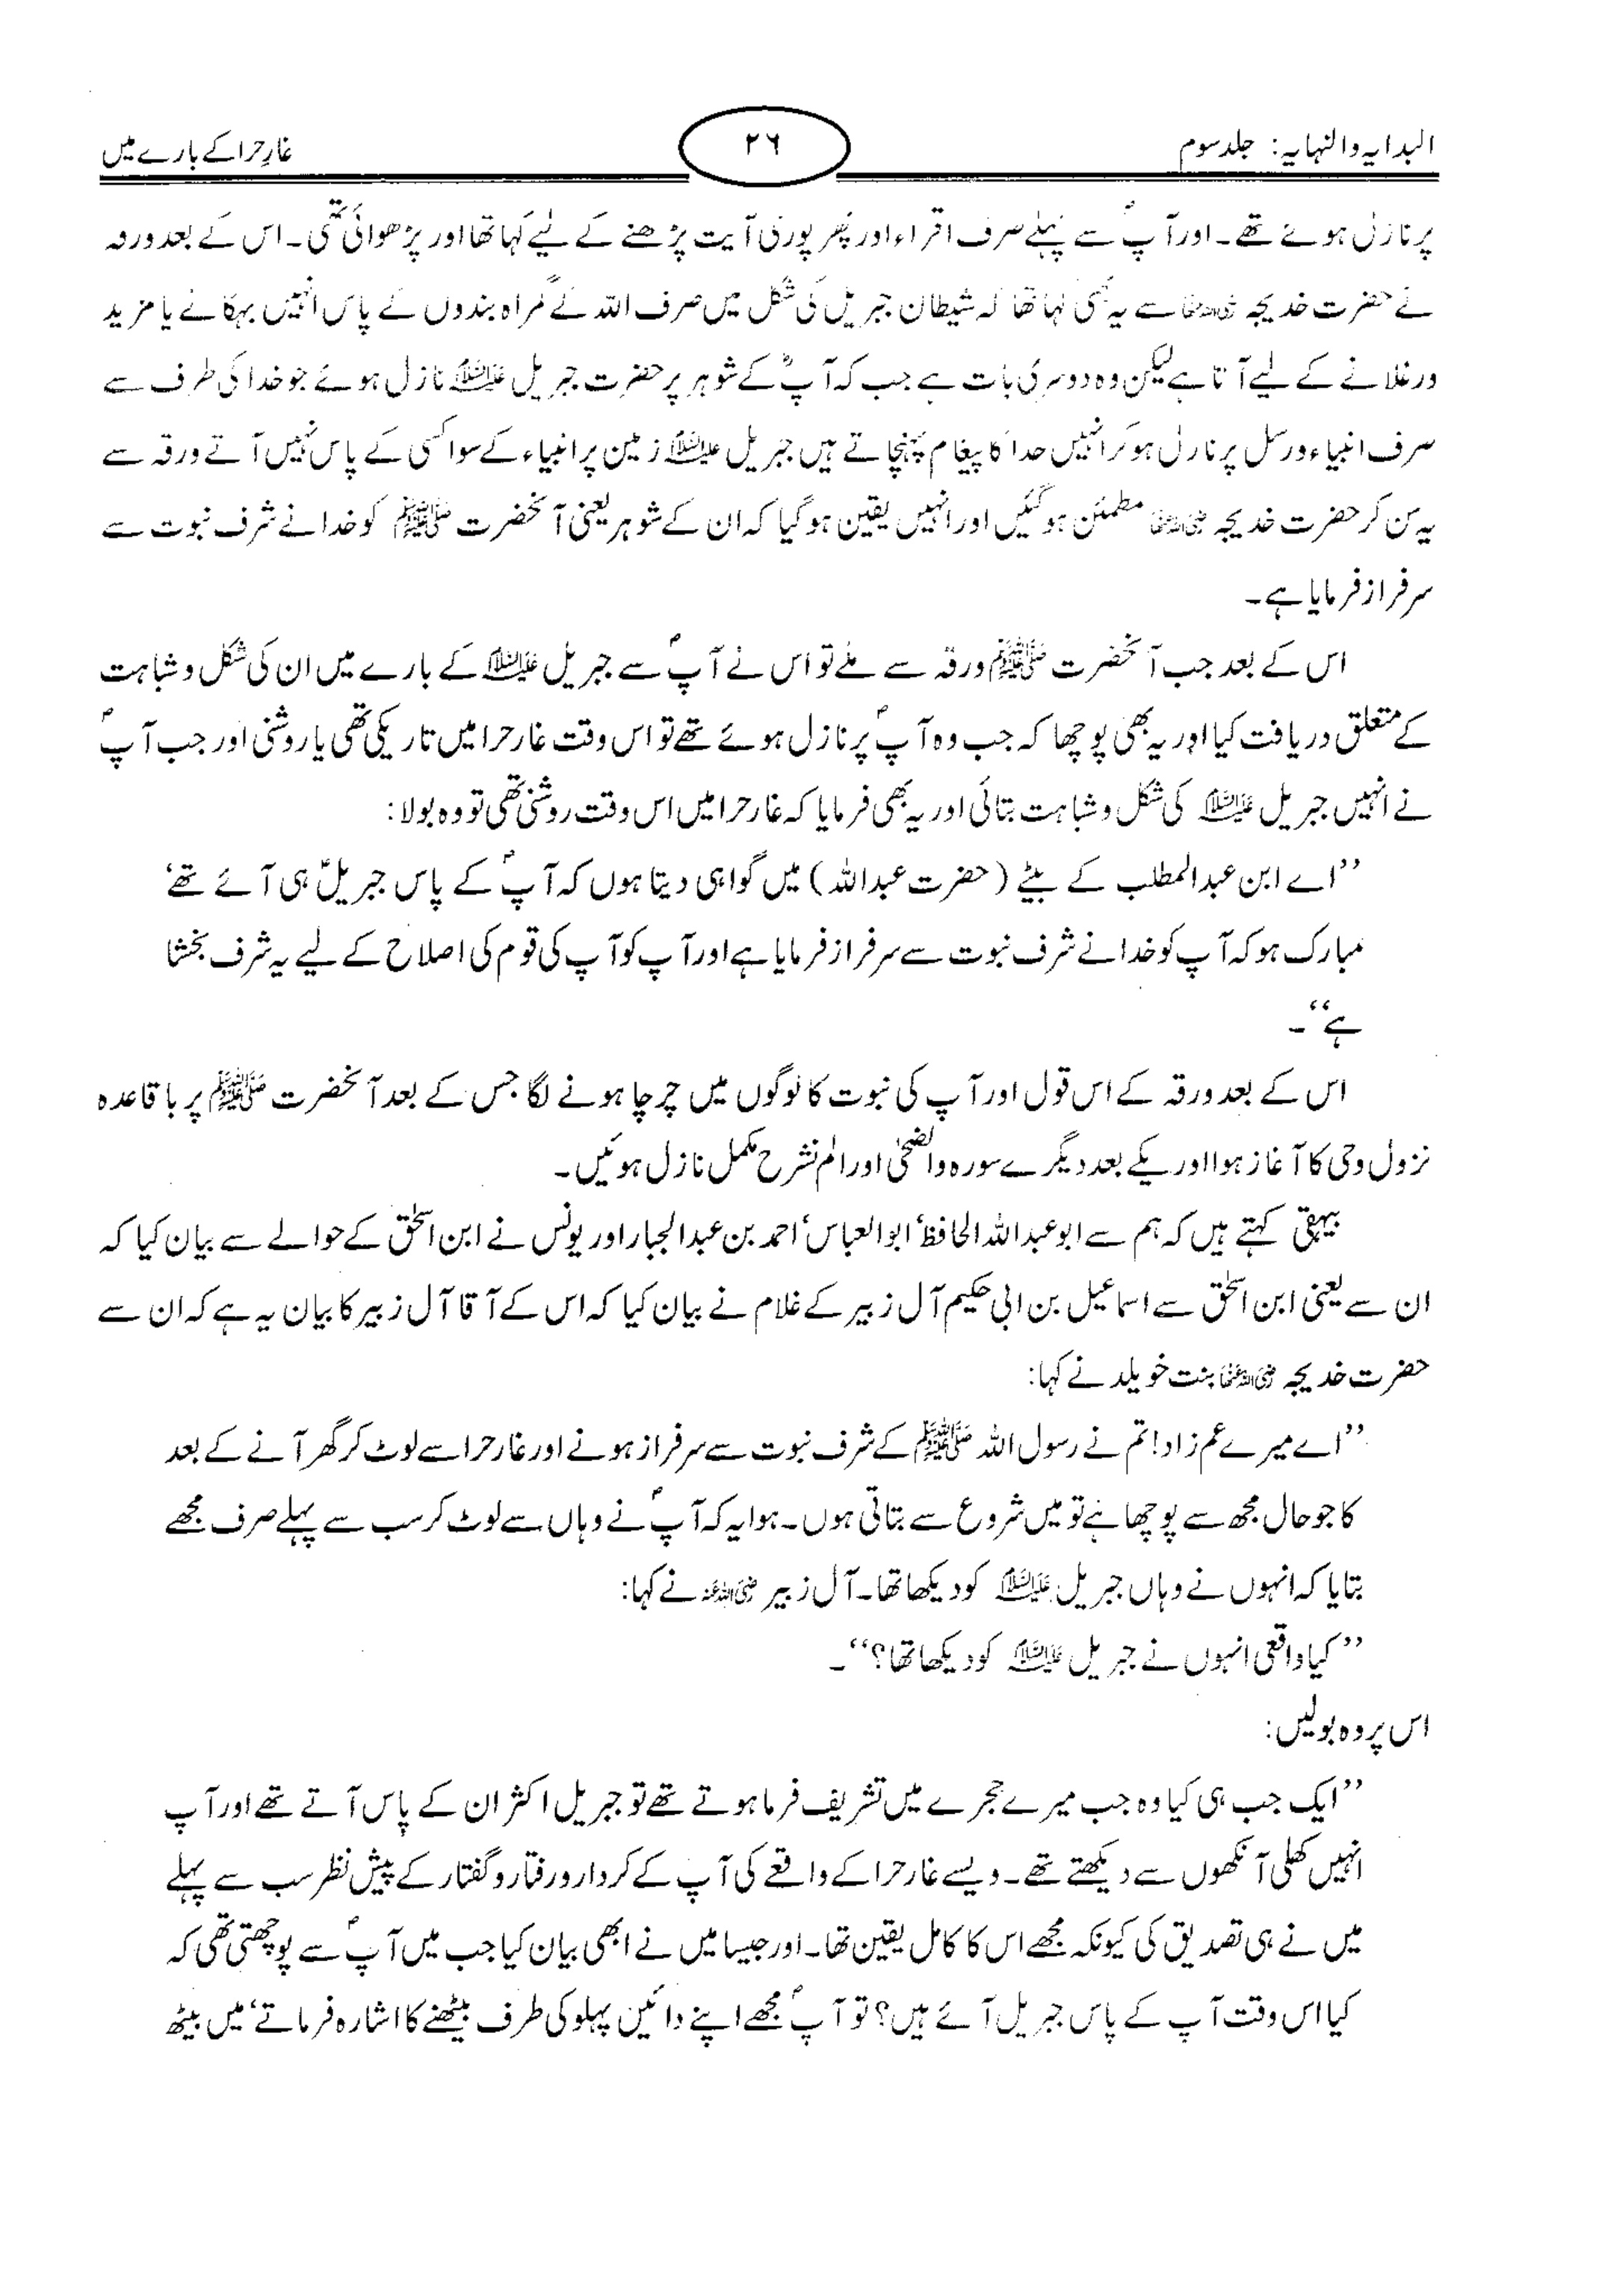 البدایہ والنہایہ: جلد سوم
۲۶
غارِ حرا کے بارے میں
پر نازل ہوئے تھے۔ اور آپؐ سے پہلے صرف اقراء اور پھر پوری آیت پڑھنے کے لیے کہا تھا اور پڑھوائی تھی۔ اس کے بعد ورقہ
نے حضرت خدیجہ رضی اللہ عنہا سے یہ بھی کہا تھا کہ شیطان جبریل کی شکل میں صرف اللہ کے گمراہ بندوں کے پاس انہیں بہکانے یا مزید
ورغلانے کے لیے آتا ہے لیکن وہ دوسری بات ہے جب کہ آپؓ کے شوہر پر حضرت جبریل علیہ السلام نازل ہوئے جو خدا کی طرف سے
صرف انبیاء ورسل پر نازل ہو کر انہیں خدا کا پیغام پہنچاتے ہیں جبریل علیہ السلام زمین پر انبیاء کے سوا کسی کے پاس نہیں آتے ورقہ سے
یہ سن کر حضرت خدیجہ رضی اللہ عنہا مطمئن ہو گئیں اور انہیں یقین ہو گیا کہ ان کے شوہر یعنی آنحضرت ﷺ کو خدا نے شرف نبوت سے
سرفراز فرمایا ہے۔
اس کے بعد جب آنحضرت ﷺ ورقہ سے ملے تو اس نے آپؐ سے جبریل علیہ السلام کے بارے میں ان کی شکل و شباہت
کے متعلق دریافت کیا اور یہ بھی پوچھا کہ جب وہ آپؐ پر نازل ہوئے تھے تو اس وقت غار حرا میں تاریکی تھی یا روشنی اور جب آپؐ
نے انہیں جبریل علیہ السلام کی شکل و شباہت بتائی اور یہ بھی فرمایا کہ غار حرا میں اس وقت روشنی تھی تو وہ بولا:
’’اے ابن عبدالمطلب کے بیٹے (حضرت عبداللہ) میں گواہی دیتا ہوں کہ آپؐ کے پاس جبریلؑ ہی آئے تھے‘
مبارک ہو کہ آپ کو خدا نے شرف نبوت سے سرفراز فرمایا ہے اور آپ کو آپ کی قوم کی اصلاح کے لیے یہ شرف بخشا
ہے‘‘۔
اس کے بعد ورقہ کے اس قول اور آپ کی نبوت کا لوگوں میں چرچا ہونے لگا جس کے بعد آنحضرت ﷺ پر باقاعدہ
نزول وحی کا آغاز ہوا اور یکے بعد دیگرے سورہ والضحیٰ اور الم نشرح مکمل نازل ہوئیں۔
بیہقی کہتے ہیں کہ ہم سے ابوعبداللہ الحافظ‘ ابوالعباس‘ احمد بن عبدالجبار اور یونس نے ابن اسحٰق کے حوالے سے بیان کیا کہ
ان سے یعنی ابن اسحٰق سے اسماعیل بن ابی حکیم آل زبیر کے غلام نے بیان کیا کہ اس کے آقا آل زبیر کا بیان یہ ہے کہ ان سے
حضرت خدیجہ رضی اللہ عنہا بنت خویلد نے کہا:
’’اے میرے عم زاد! تم نے رسول اللہ ﷺ کے شرف نبوت سے سرفراز ہونے اور غار حرا سے لوٹ کر گھر آنے کے بعد
کا جو حال مجھ سے پوچھا ہے تو میں شروع سے بتاتی ہوں۔ ہوا یہ کہ آپؐ نے وہاں سے لوٹ کر سب سے پہلے صرف مجھے
بتایا کہ انہوں نے وہاں جبریل علیہ السلام کو دیکھا تھا۔ آل زبیر رضی اللہ عنہ نے کہا:
’’کیا واقعی انہوں نے جبریل علیہ السلام کو دیکھا تھا؟‘‘۔
اس پر وہ بولیں:
’’ایک جب ہی کیا وہ جب میرے حجرے میں تشریف فرما ہوتے تھے تو جبریل اکثر ان کے پاس آتے تھے اور آپ
انہیں کھلی آنکھوں سے دیکھتے تھے۔ ویسے غار حرا کے واقعے کی آپ کے کردار ورفتار وگفتار کے پیش نظر سب سے پہلے
میں نے ہی تصدیق کی کیونکہ مجھے اس کا کامل یقین تھا۔ اور جیسا میں نے ابھی بیان کیا جب میں آپؐ سے پوچھتی تھی کہ
کیا اس وقت آپ کے پاس جبریل آئے ہیں؟ تو آپؐ مجھے اپنے دائیں پہلو کی طرف بیٹھنے کا اشارہ فرماتے‘ میں بیٹھ